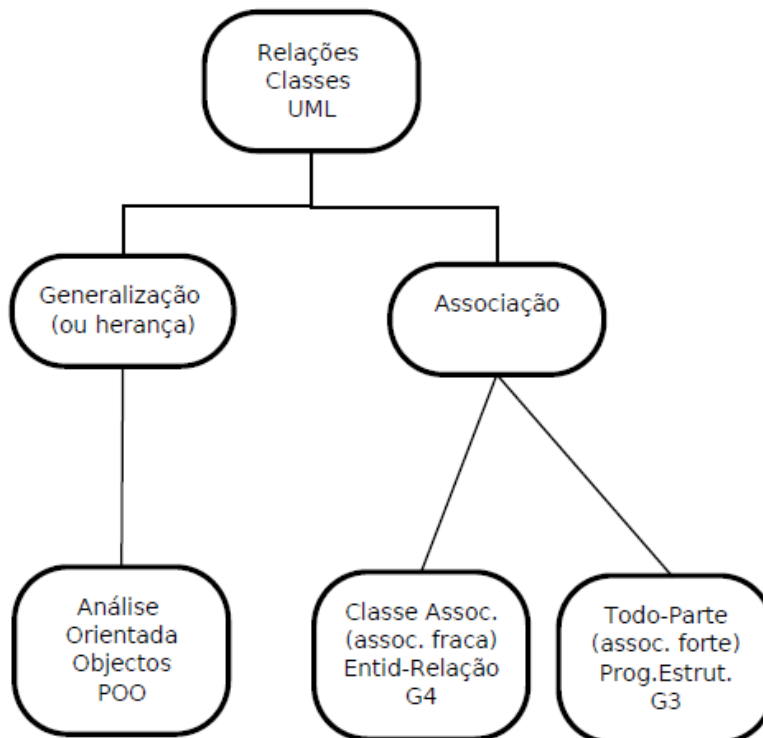 Relações
Classes
UML
Generalização
(ou herança)
Associação
Análise
Orientada
Objectos
POO
Classe Assoc.
(assoc. fraca)
Entid-Relação
G4
Todo-Parte
(assoc. forte)
Prog.Estrut.
G3